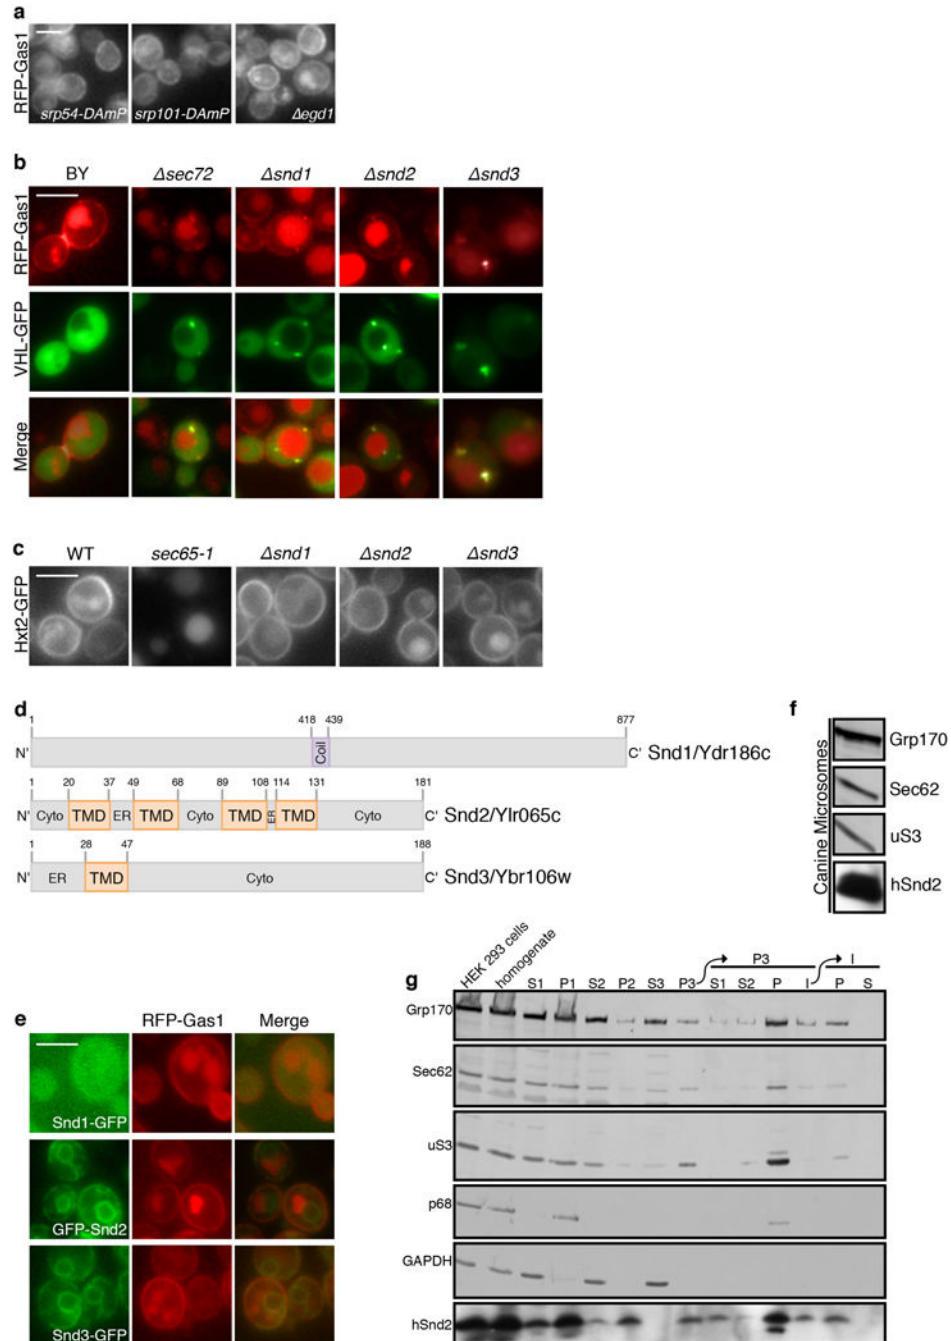 a
RFP-Gas1
srp54-DAmP srp101-DAmP Δegd1
b
BY Δsec72 Δsnd1 Δsnd2 Δsnd3
RFP-Gas1
VHL-GFP
Merge
c
WT sec65-1 Δsnd1 Δsnd2 Δsnd3
Hxt2-GFP
d
1 418 439 877
N' Coil C' Snd1/Ydr186c
1 20 37 49 68 89 108 114 131 181
N' Cyto TMD ER TMD Cyto TMD ER TMD Cyto C' Snd2/Ylr065c
1 28 47 188
N' ER TMD Cyto C' Snd3/Ybr106w
f
Canine Microsomes
Grp170
Sec62
uS3
hSnd2
e
RFP-Gas1 Merge
Snd1-GFP
GFP-Snd2
Snd3-GFP
g
P3 I
HEK 293 cells homogenate S1 P1 S2 P2 S3 P3 S1 S2 P I P S
Grp170
Sec62
uS3
p68
GAPDH
hSnd2